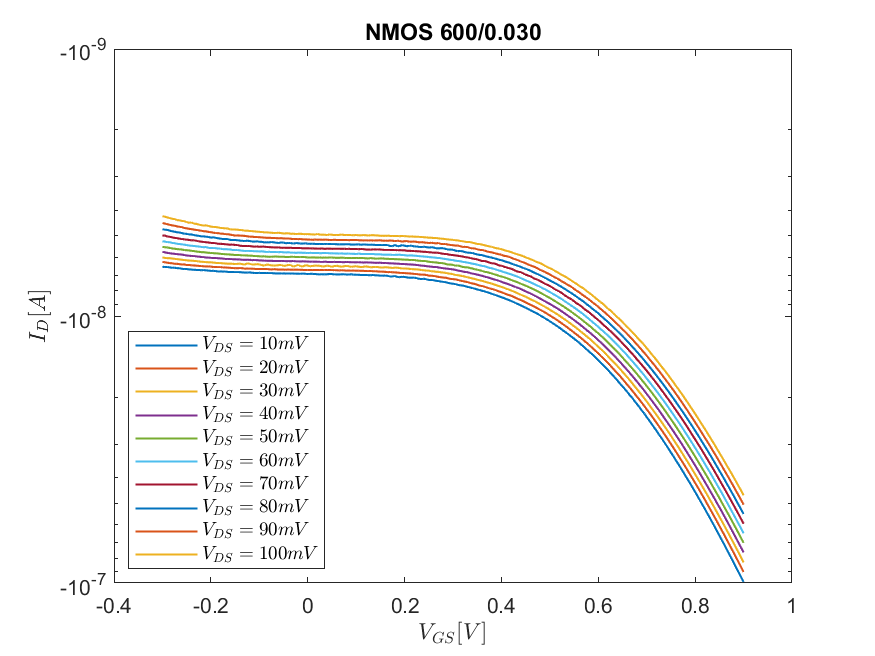 NMOS 600/0.030
-10^-9
-10^-8
-10^-7
I_D[A]
V_DS = 10mV
V_DS = 20mV
V_DS = 30mV
V_DS = 40mV
V_DS = 50mV
V_DS = 60mV
V_DS = 70mV
V_DS = 80mV
V_DS = 90mV
V_DS = 100mV
-0.4 -0.2 0 0.2 0.4 0.6 0.8 1
V_GS[V]